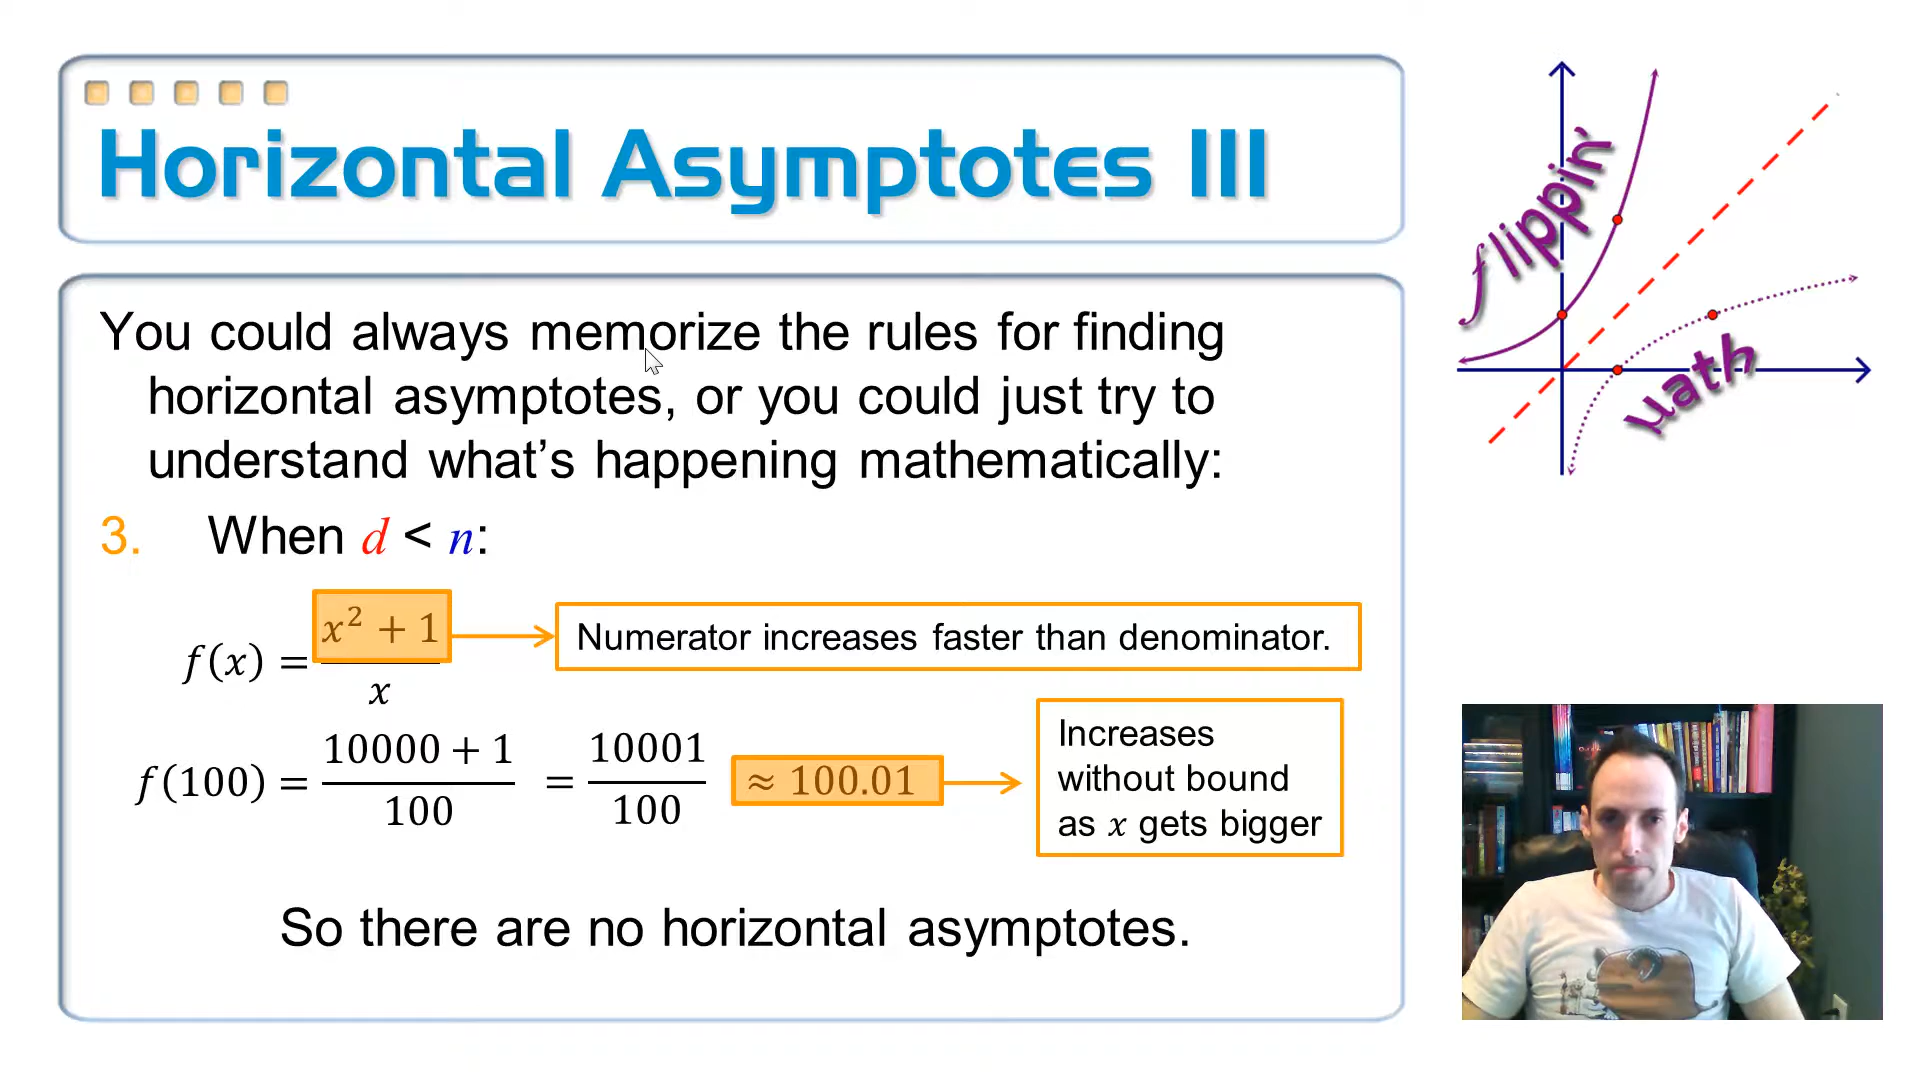 Horizontal Asymptotes III
flippin'
math
You could always memorize the rules for finding
horizontal asymptotes, or you could just try to
understand what's happening mathematically:
3. When d < n:
f(x) = (x² + 1)/x
Numerator increases faster than denominator.
f(100) = (10000 + 1)/100 = 10001/100 ≈ 100.01
Increases
without bound
as x gets bigger
So there are no horizontal asymptotes.